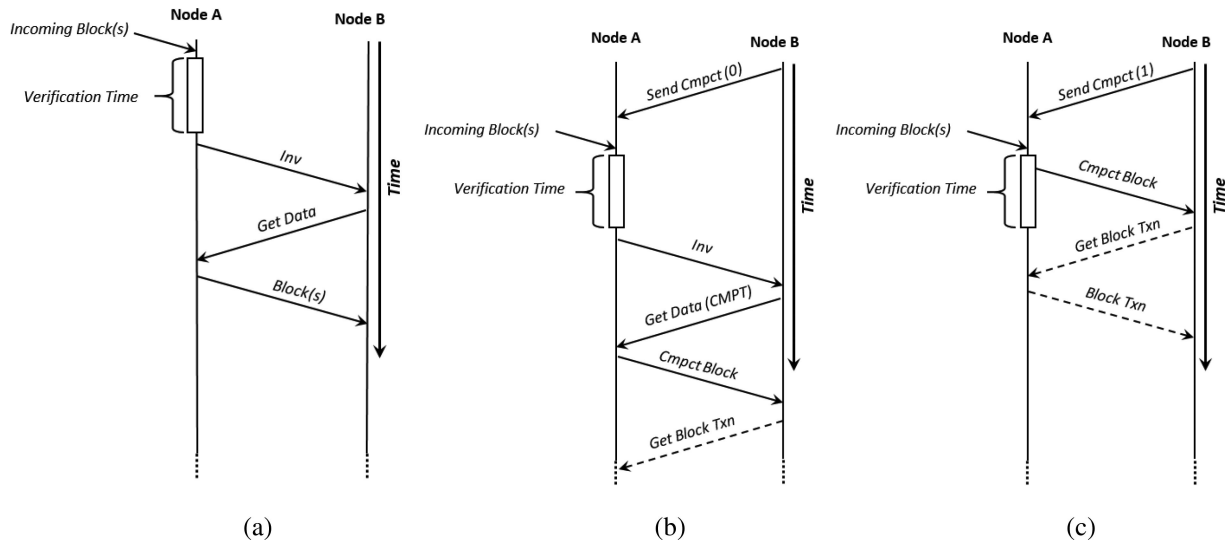 Node A
Node B
Incoming Block(s)
Verification Time
Inv
Get Data
Block(s)
Time
(a)
Node A
Node B
Send Cmpct (0)
Incoming Block(s)
Verification Time
Inv
Get Data (CMPT)
Cmpct Block
Get Block Txn
Time
(b)
Node A
Node B
Send Cmpct (1)
Incoming Block(s)
Verification Time
Cmpct Block
Get Block Txn
Block Txn
Time
(c)